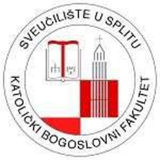 SVEUČILIŠTE U SPLITU
KATOLIČKI BOGOSLOVNI FAKULTET